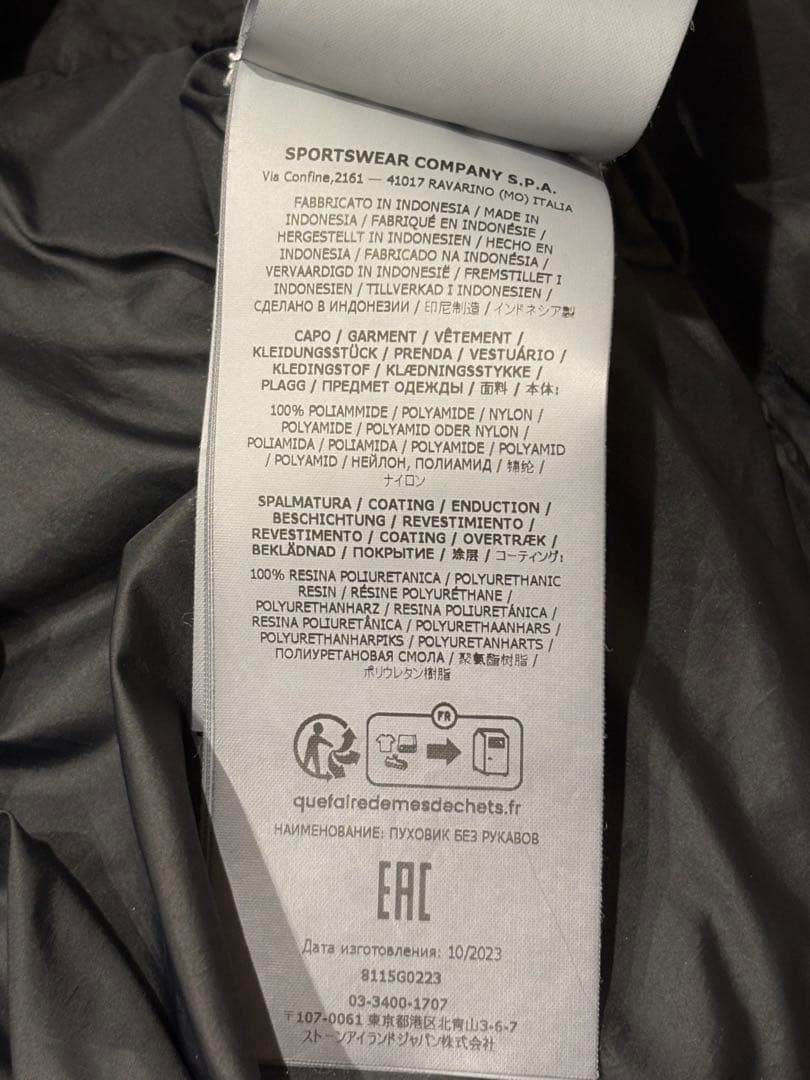 SPORTSWEAR COMPANY S.P.A.
Via Confine,2161 — 41017 RAVARINO (MO) ITALIA
FABBRICATO IN INDONESIA / MADE IN
INDONESIA / FABRIQUÉ EN INDONÉSIE /
HERGESTELLT IN INDONESIEN / HECHO EN
INDONESIA / FABRICADO NA INDONÉSIA /
VERVAARDIGD IN INDONESIË / FREMSTILLET I
INDONESIEN / TILLVERKAD I INDONESIEN /
СДЕЛАНО В ИНДОНЕЗИИ / 印尼制造 / インドネシア製
CAPO / GARMENT / VÊTEMENT /
KLEIDUNGSSTÜCK / PRENDA / VESTUÁRIO /
KLEDINGSTOF / KLÆDNINGSSTYKKE /
PLAGG / ПРЕДМЕТ ОДЕЖДЫ / 面料 / 本体:
100% POLIAMMIDE / POLYAMIDE / NYLON /
POLYAMIDE / POLYAMID ODER NYLON /
POLIAMIDA / POLIAMIDA / POLYAMIDE / POLYAMID
/ POLYAMID / НЕЙЛОН, ПОЛИАМИД / 锦纶 /
ナイロン
SPALMATURA / COATING / ENDUCTION /
BESCHICHTUNG / REVESTIMIENTO /
REVESTIMENTO / COATING / OVERTRÆK /
BEKLÄDNAD / ПОКРЫТИЕ / 涂层 / コーティング:
100% RESINA POLIURETANICA / POLYURETHANIC
RESIN / RÉSINE POLYURÉTHANE /
POLYURETHANHARZ / RESINA POLIURETÁNICA /
RESINA POLIURETÂNICA / POLYURETHAANHARS /
POLYURETHANHARPIKS / POLYURETANHARTS /
ПОЛИУРЕТАНОВАЯ СМОЛА / 聚氨酯树脂 /
ポリウレタン樹脂
FR
quefairedemesdechets.fr
НАИМЕНОВАНИЕ: ПУХОВИК БЕЗ РУКАВОВ
EAC
Дата изготовления: 10/2023
8115G0223
03-3400-1707
〒107-0061 東京都港区北青山3-6-7
ストーンアイランドジャパン株式会社